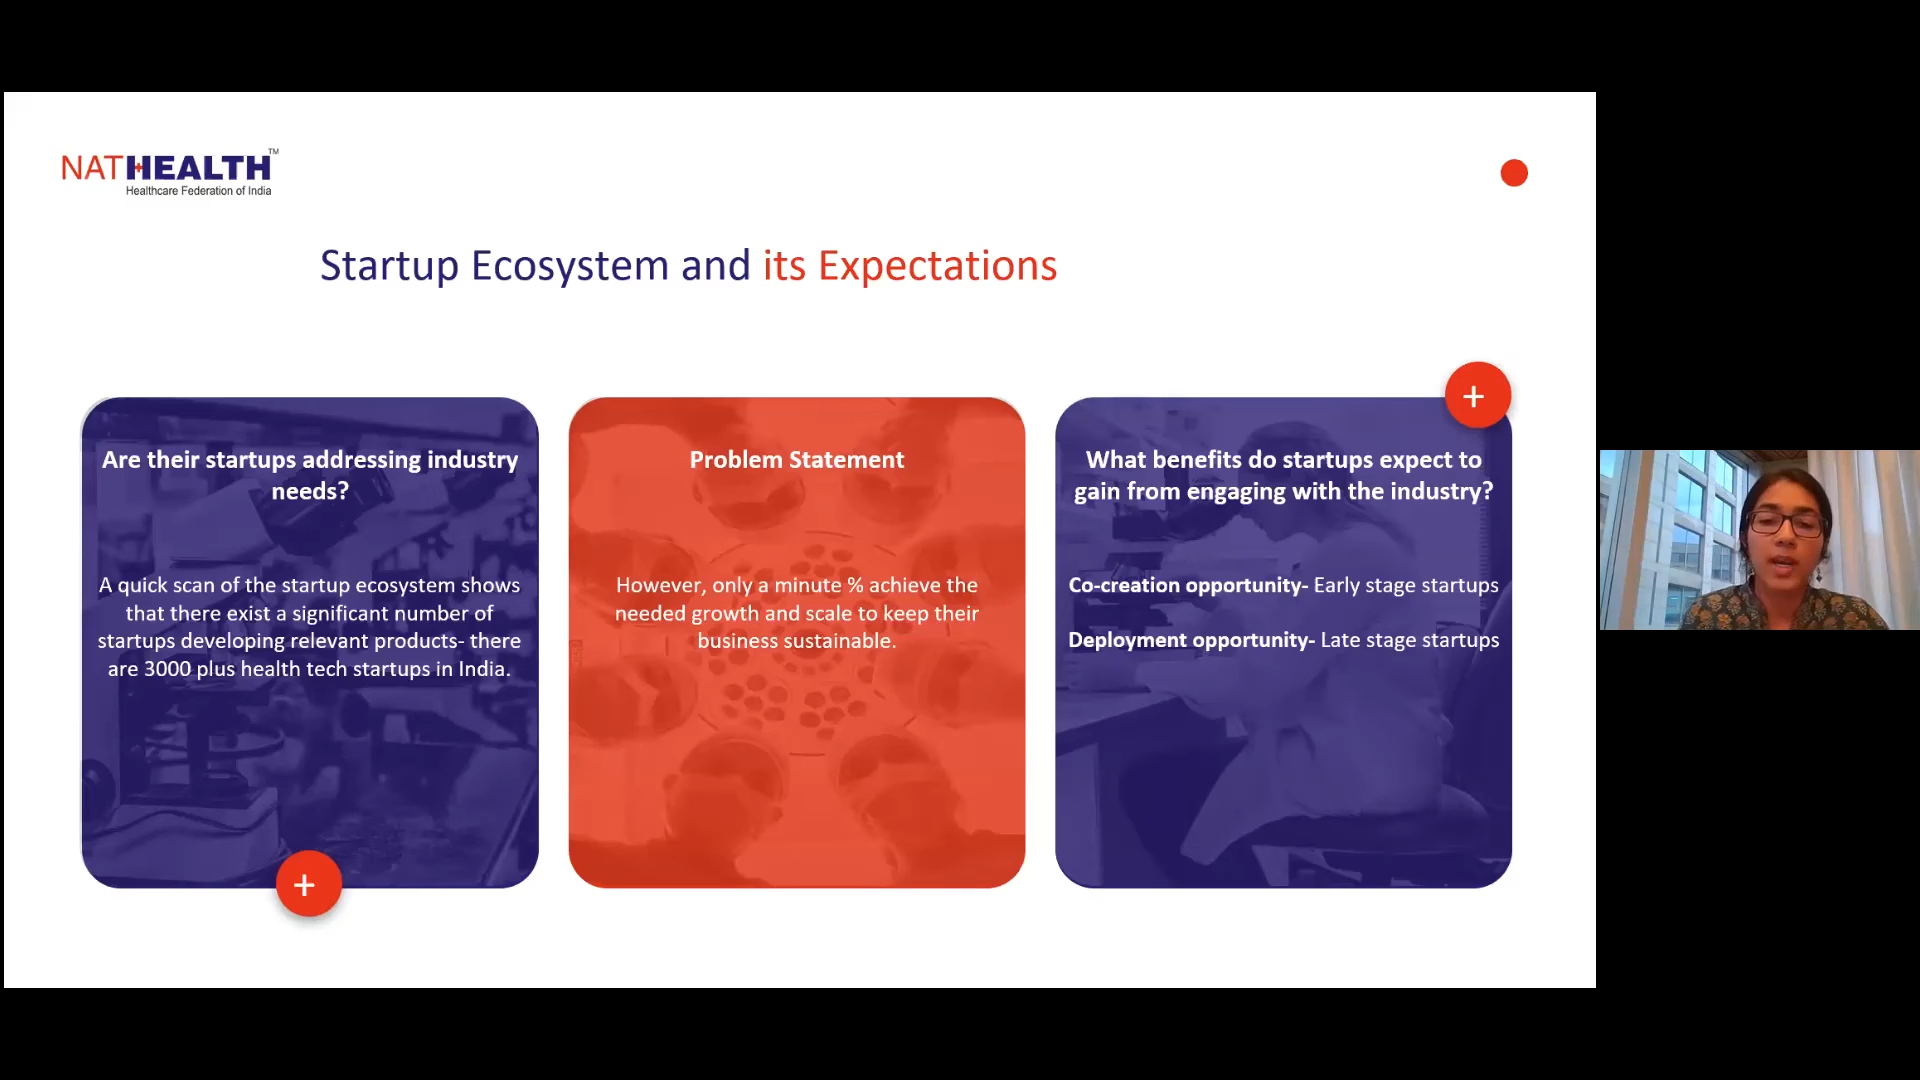 NATHEALTH™
Healthcare Federation of India
Startup Ecosystem and its Expectations
Are their startups addressing industry
needs?
A quick scan of the startup ecosystem shows
that there exist a significant number of
startups developing relevant products- there
are 3000 plus health tech startups in India.
+
Problem Statement
However, only a minute % achieve the
needed growth and scale to keep their
business sustainable.
+
What benefits do startups expect to
gain from engaging with the industry?
Co-creation opportunity- Early stage startups
Deployment opportunity- Late stage startups